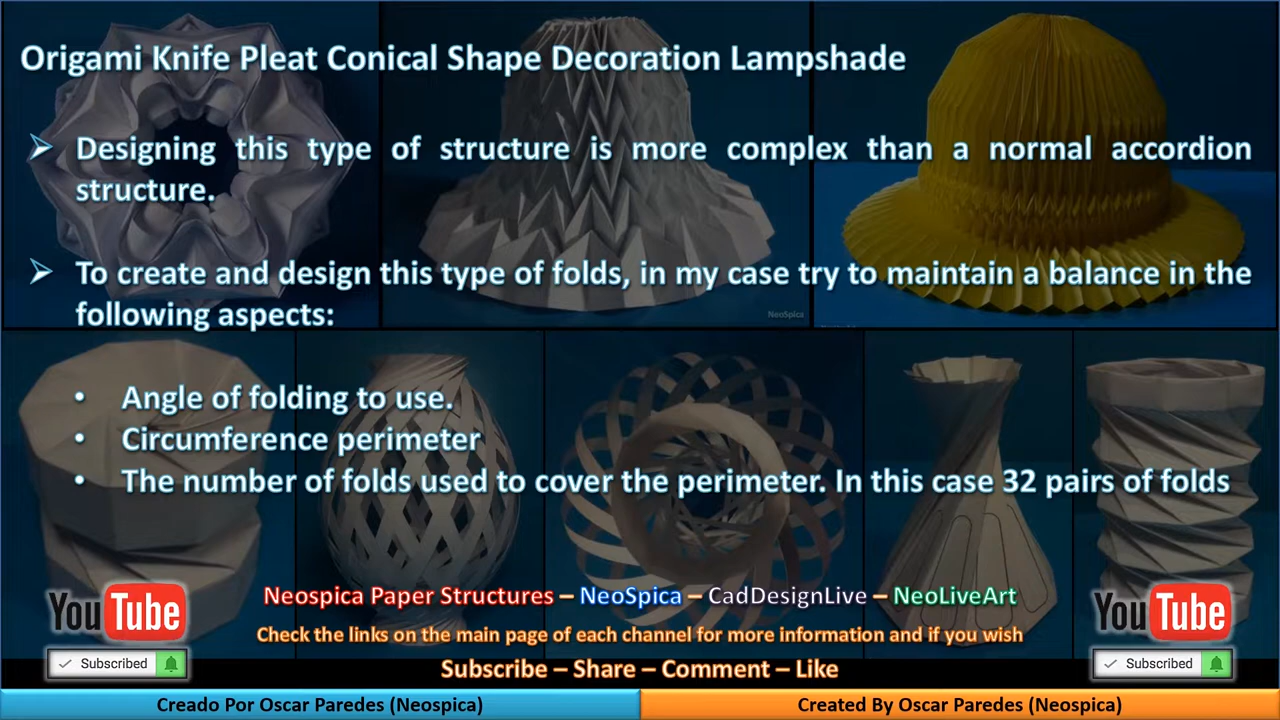 Origami Knife Pleat Conical Shape Decoration Lampshade
➢ Designing this type of structure is more complex than a normal accordion
structure.
➢ To create and design this type of folds, in my case try to maintain a balance in the
following aspects:
NeoSpica
• Angle of folding to use.
• Circumference perimeter
• The number of folds used to cover the perimeter. In this case 32 pairs of folds
YouTube
Subscribed
Neospica Paper Structures – NeoSpica – CadDesignLive – NeoLiveArt
Check the links on the main page of each channel for more information and if you wish
Subscribe – Share – Comment – Like
YouTube
Subscribed
Creado Por Oscar Paredes (Neospica)
Created By Oscar Paredes (Neospica)